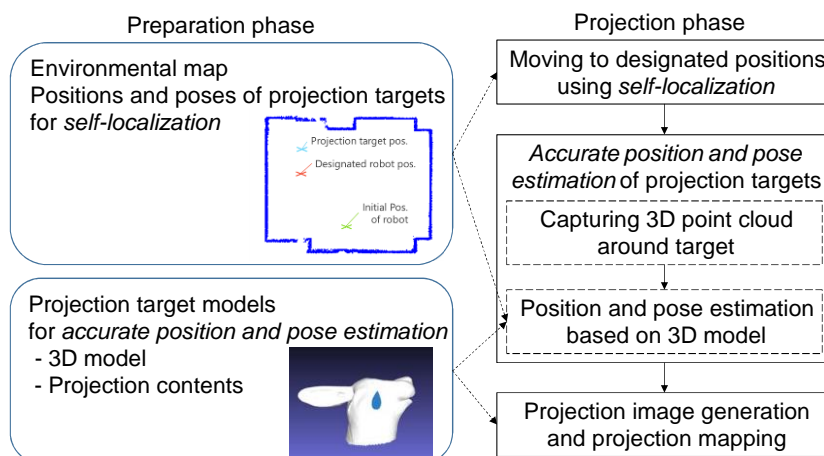 Preparation phase
Environmental map
Positions and poses of projection targets
for self-localization
Projection target pos.
Designated robot pos.
Initial Pos.
of robot
Projection target models
for accurate position and pose estimation
- 3D model
- Projection contents
Projection phase
Moving to designated positions
using self-localization
Accurate position and pose
estimation of projection targets
Capturing 3D point cloud
around target
Position and pose estimation
based on 3D model
Projection image generation
and projection mapping